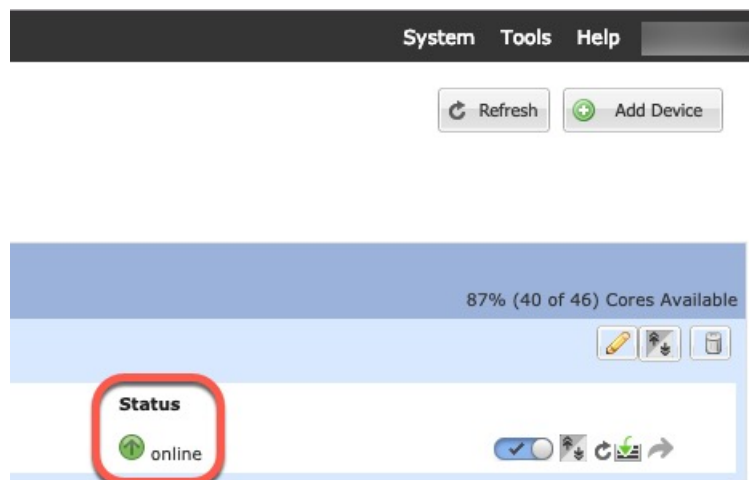 System Tools Help
Refresh Add Device
87% (40 of 46) Cores Available
Status
online